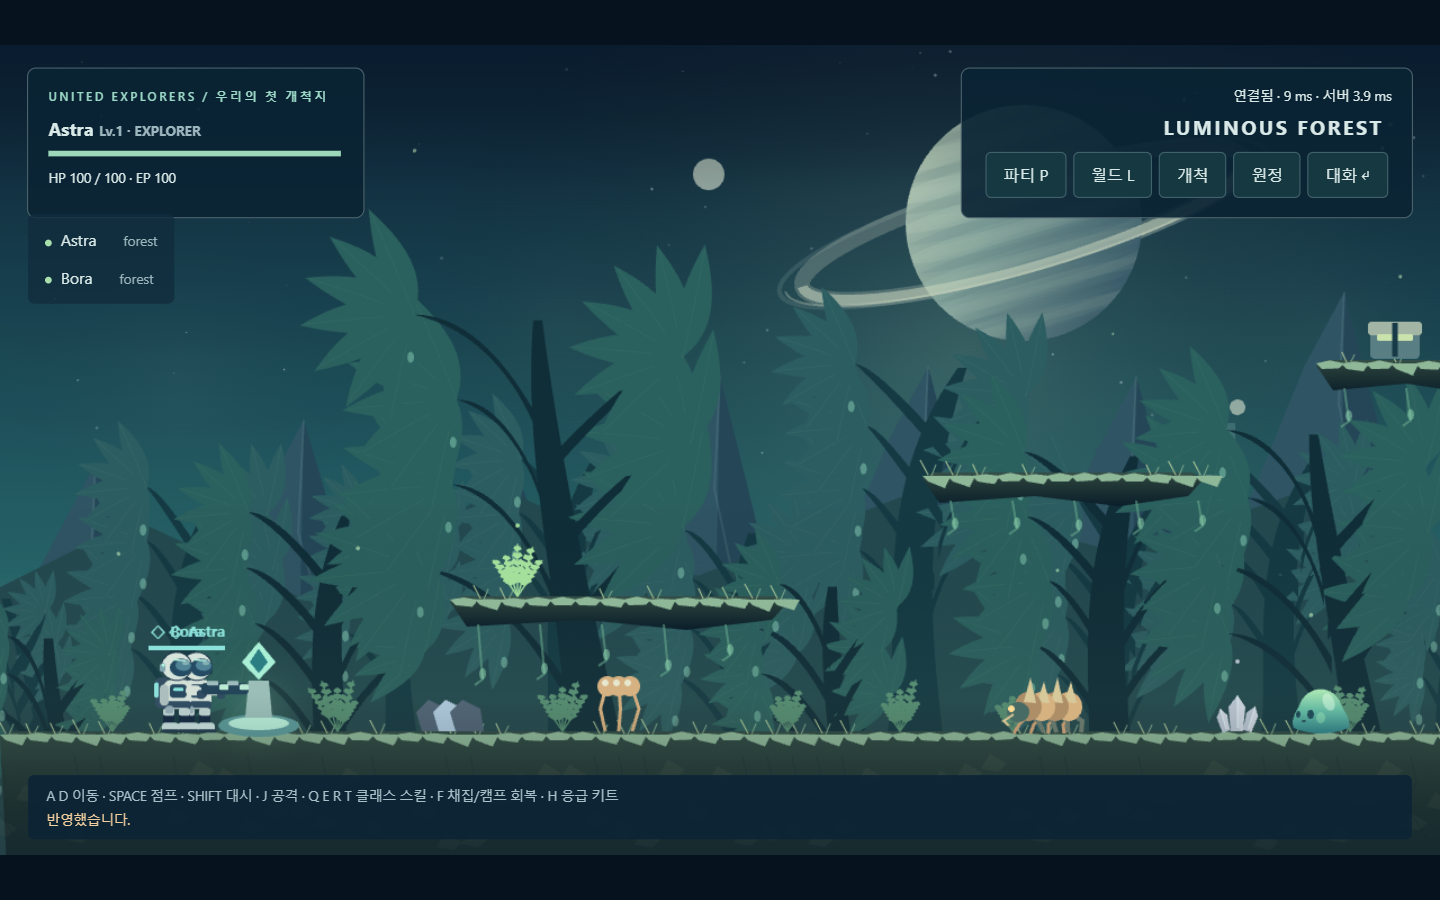 UNITED EXPLORERS / 우리의 첫 개척지
Astra Lv.1 · EXPLORER
HP 100 / 100 · EP 100
Astra forest
Bora forest
연결됨 · 9 ms · 서버 3.9 ms
LUMINOUS FOREST
파티 P 월드 L 개척 원정 대화 ↲
Bora Astra
A D 이동 · SPACE 점프 · SHIFT 대시 · J 공격 · Q E R T 클래스 스킬 · F 채집/캠프 회복 · H 응급 키트
반영했습니다.